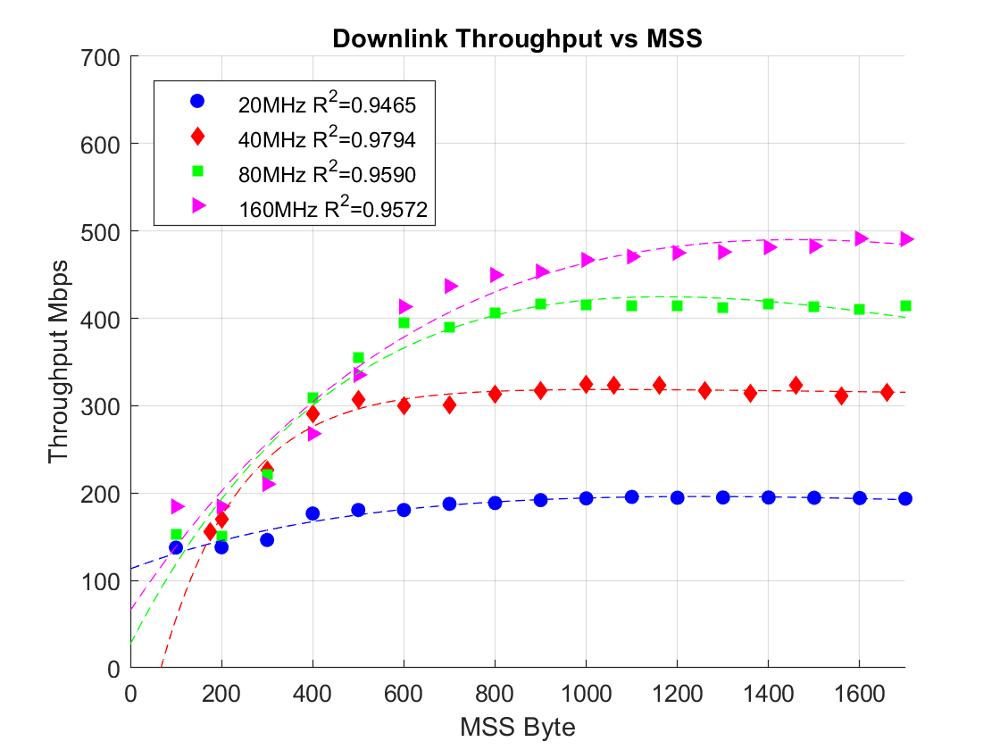 Downlink Throughput vs MSS
700
600
500
400
300
200
100
0
20MHz R²=0.9465
40MHz R²=0.9794
80MHz R²=0.9590
160MHz R²=0.9572
Throughput Mbps
0 200 400 600 800 1000 1200 1400 1600
MSS Byte